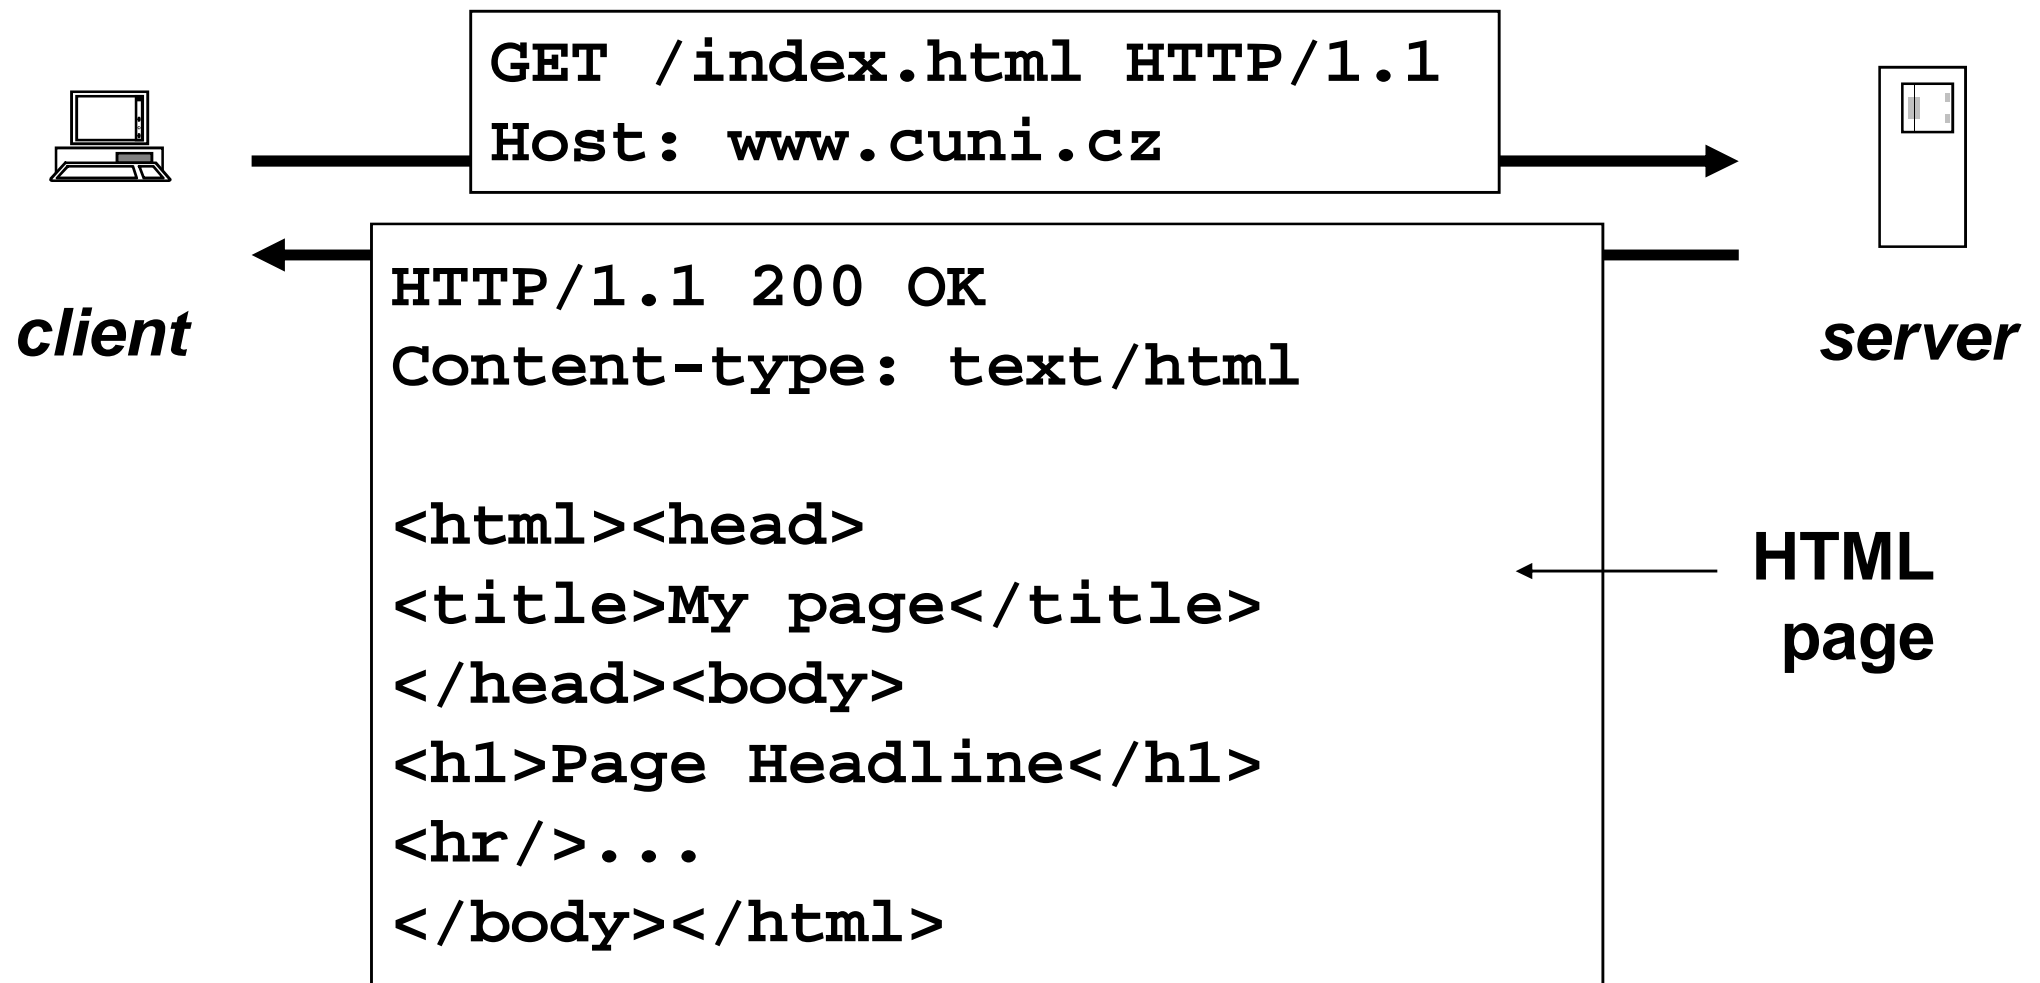 GET /index.html HTTP/1.1
Host: www.cuni.cz
client
server
HTTP/1.1 200 OK
Content-type: text/html
<html><head>
<title>My page</title>
</head><body>
<h1>Page Headline</h1>
<hr/>...
</body></html>
HTML
page